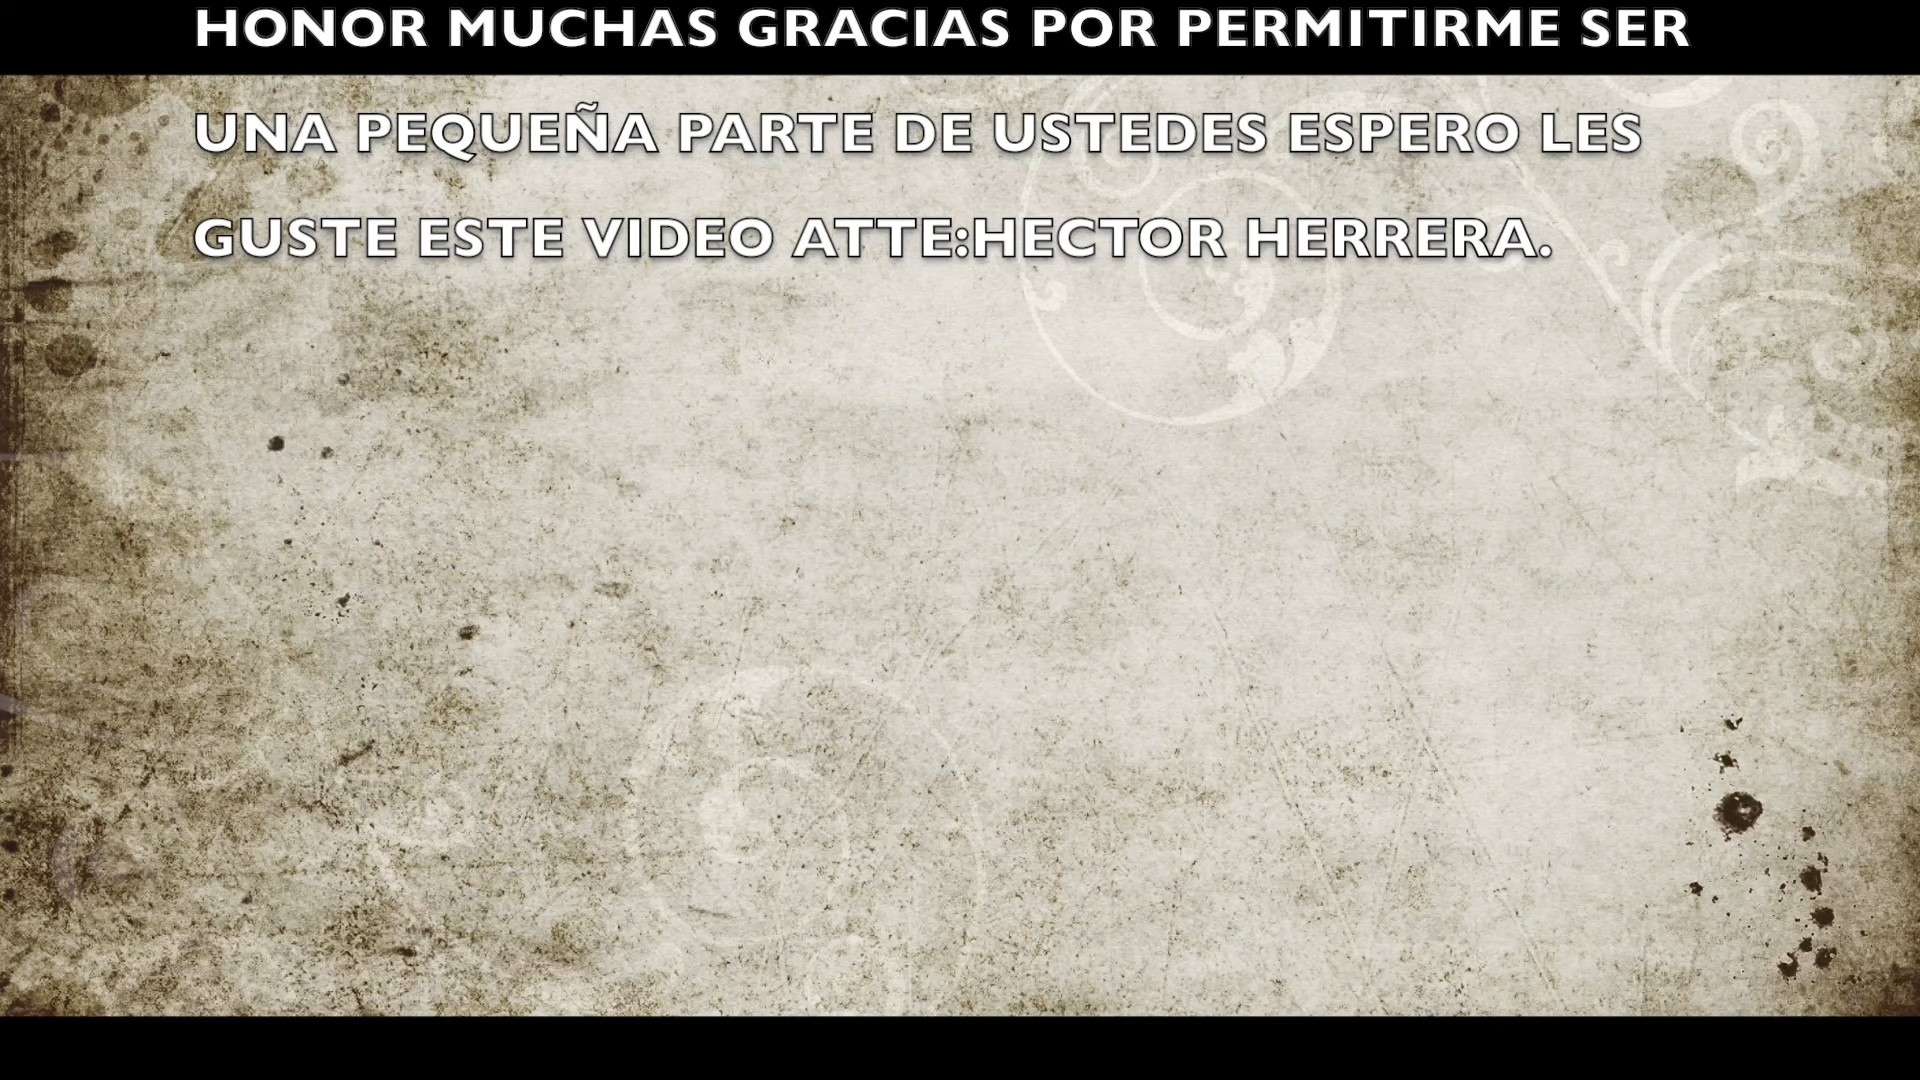 HONOR MUCHAS GRACIAS POR PERMITIRME SER
UNA PEQUEÑA PARTE DE USTEDES ESPERO LES
GUSTE ESTE VIDEO ATTE:HECTOR HERRERA.